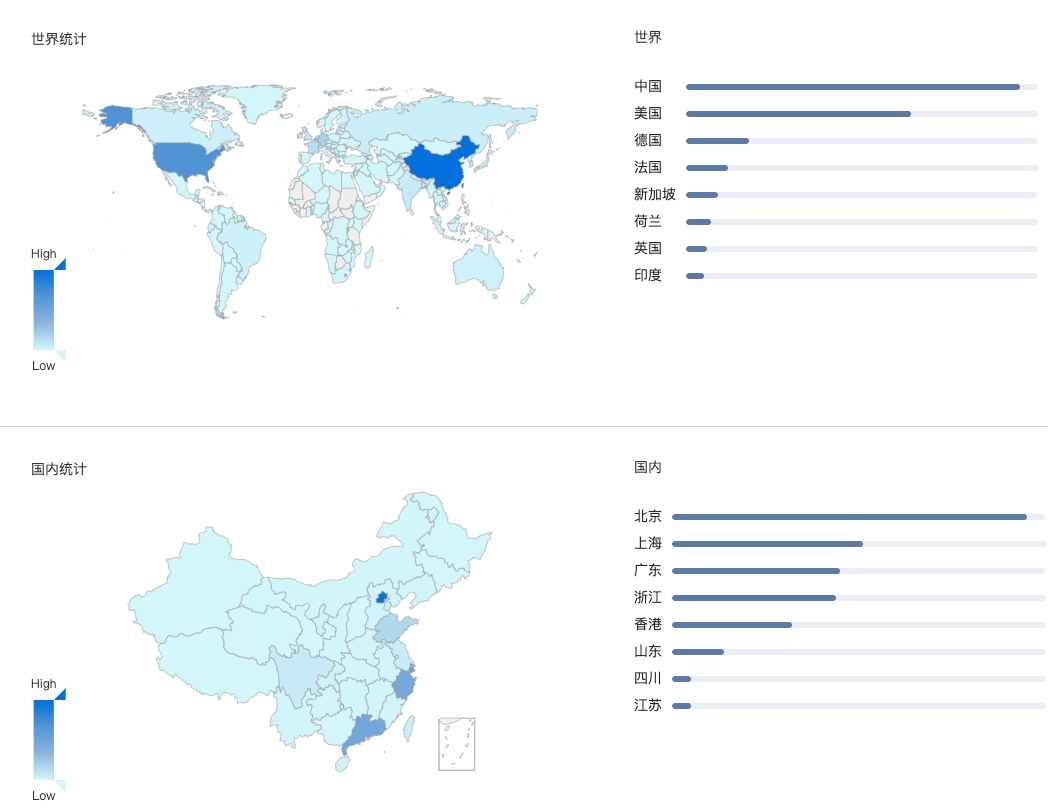 世界统计
High
Low
世界
中国
美国
德国
法国
新加坡
荷兰
英国
印度
国内统计
High
Low
国内
北京
上海
广东
浙江
香港
山东
四川
江苏